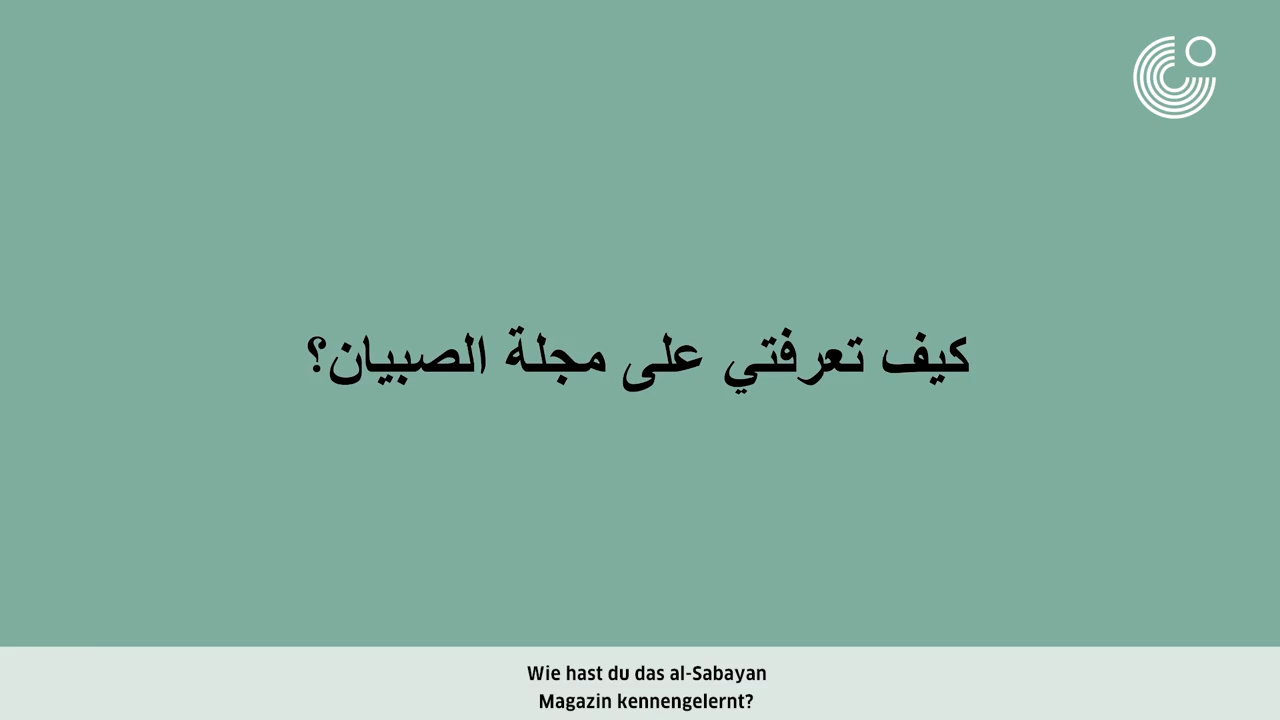 كيف تعرفتي على مجلة الصبيان؟
Wie hast du das al-Sabayan
Magazin kennengelernt?